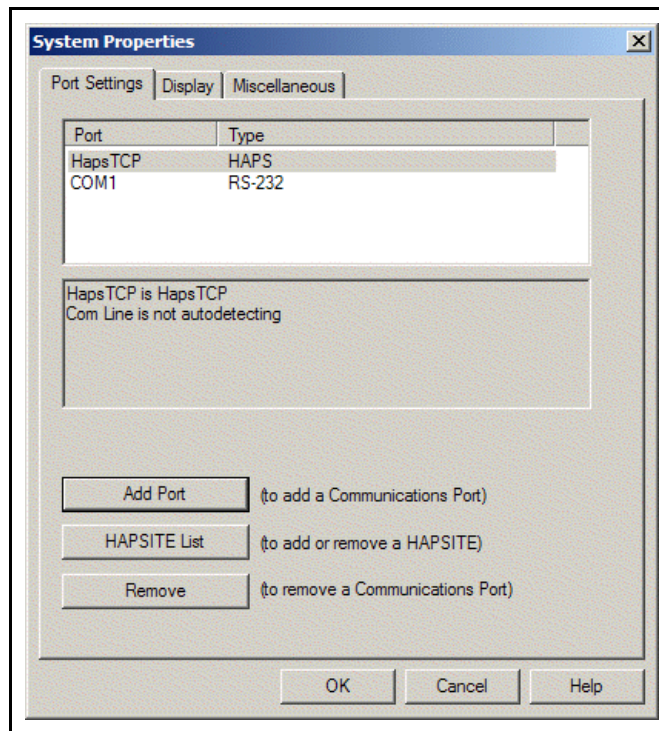 System Properties
Port Settings Display Miscellaneous
Port Type
HapsTCP HAPS
COM1 RS-232
HapsTCP is HapsTCP
Com Line is not autodetecting
Add Port (to add a Communications Port)
HAPSITE List (to add or remove a HAPSITE)
Remove (to remove a Communications Port)
OK Cancel Help